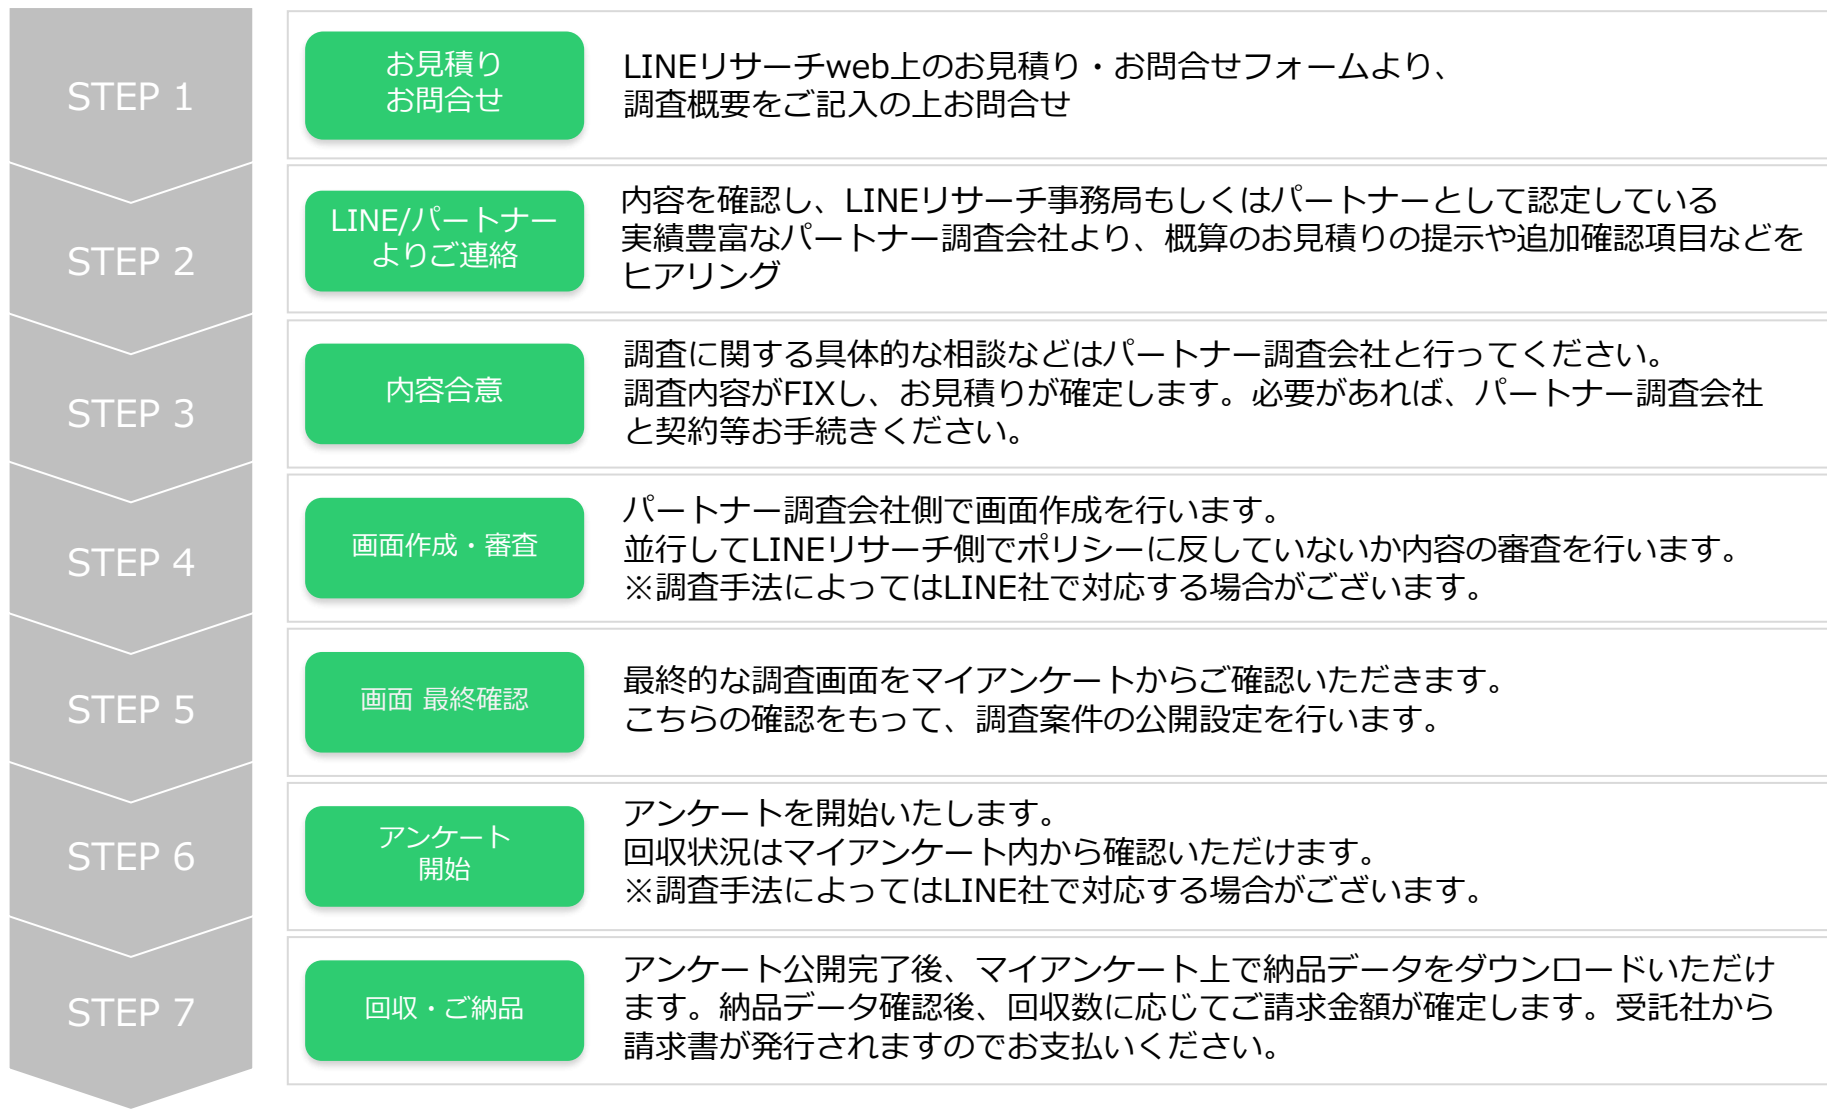 STEP 1
お見積り
お問合せ
LINEリサーチweb上のお見積り・お問合せフォームより、
調査概要をご記入の上お問合せ
STEP 2
LINE/パートナー
よりご連絡
内容を確認し、LINEリサーチ事務局もしくはパートナーとして認定している
実績豊富なパートナー調査会社より、概算のお見積りの提示や追加確認項目などを
ヒアリング
STEP 3
内容合意
調査に関する具体的な相談などはパートナー調査会社と行ってください。
調査内容がFIXし、お見積りが確定します。必要があれば、パートナー調査会社
と契約等お手続きください。
STEP 4
画面作成・審査
パートナー調査会社側で画面作成を行います。
並行してLINEリサーチ側でポリシーに反していないか内容の審査を行います。
※調査手法によってはLINE社で対応する場合がございます。
STEP 5
画面 最終確認
最終的な調査画面をマイアンケートからご確認いただきます。
こちらの確認をもって、調査案件の公開設定を行います。
STEP 6
アンケート
開始
アンケートを開始いたします。
回収状況はマイアンケート内から確認いただけます。
※調査手法によってはLINE社で対応する場合がございます。
STEP 7
回収・ご納品
アンケート公開完了後、マイアンケート上で納品データをダウンロードいただけ
ます。納品データ確認後、回収数に応じてご請求金額が確定します。受託社から
請求書が発行されますのでお支払いください。